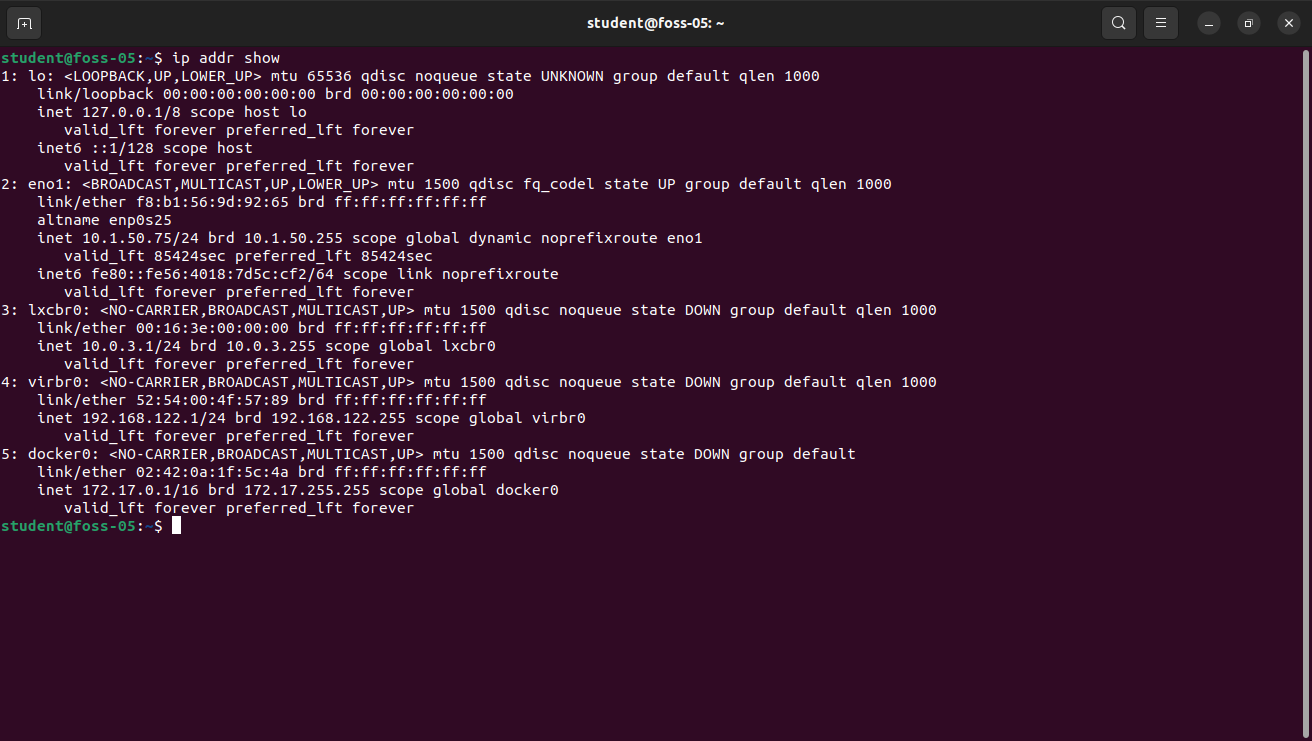 student@foss-05: ~
student@foss-05:~$ ip addr show
1: lo: <LOOPBACK,UP,LOWER_UP> mtu 65536 qdisc noqueue state UNKNOWN group default qlen 1000
    link/loopback 00:00:00:00:00:00 brd 00:00:00:00:00:00
    inet 127.0.0.1/8 scope host lo
       valid_lft forever preferred_lft forever
    inet6 ::1/128 scope host
       valid_lft forever preferred_lft forever
2: eno1: <BROADCAST,MULTICAST,UP,LOWER_UP> mtu 1500 qdisc fq_codel state UP group default qlen 1000
    link/ether f8:b1:56:9d:92:65 brd ff:ff:ff:ff:ff:ff
    altname enp0s25
    inet 10.1.50.75/24 brd 10.1.50.255 scope global dynamic noprefixroute eno1
       valid_lft 85424sec preferred_lft 85424sec
    inet6 fe80::fe56:4018:7d5c:cf2/64 scope link noprefixroute
       valid_lft forever preferred_lft forever
3: lxcbr0: <NO-CARRIER,BROADCAST,MULTICAST,UP> mtu 1500 qdisc noqueue state DOWN group default qlen 1000
    link/ether 00:16:3e:00:00:00 brd ff:ff:ff:ff:ff:ff
    inet 10.0.3.1/24 brd 10.0.3.255 scope global lxcbr0
       valid_lft forever preferred_lft forever
4: virbr0: <NO-CARRIER,BROADCAST,MULTICAST,UP> mtu 1500 qdisc noqueue state DOWN group default qlen 1000
    link/ether 52:54:00:4f:57:89 brd ff:ff:ff:ff:ff:ff
    inet 192.168.122.1/24 brd 192.168.122.255 scope global virbr0
       valid_lft forever preferred_lft forever
5: docker0: <NO-CARRIER,BROADCAST,MULTICAST,UP> mtu 1500 qdisc noqueue state DOWN group default
    link/ether 02:42:0a:1f:5c:4a brd ff:ff:ff:ff:ff:ff
    inet 172.17.0.1/16 brd 172.17.255.255 scope global docker0
       valid_lft forever preferred_lft forever
student@foss-05:~$